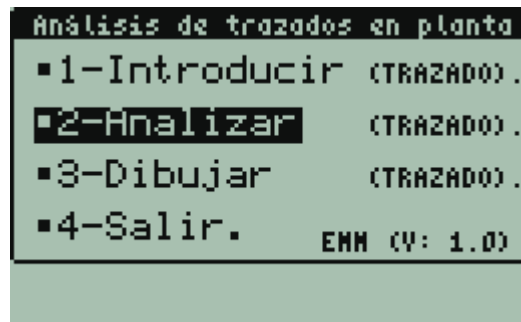 Análisis de trazados en planta
▪1-Introducir (TRAZADO).
▪2-Analizar (TRAZADO).
▪3-Dibujar (TRAZADO).
▪4-Salir. EMM (V: 1.0)